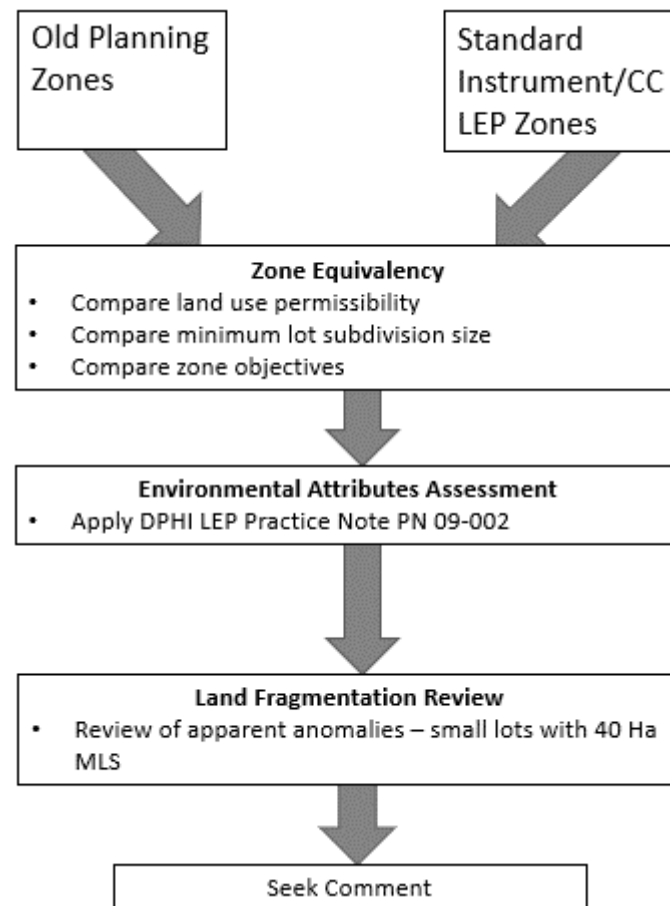 Old Planning
Zones
Standard
Instrument/CC
LEP Zones
Zone Equivalency
• Compare land use permissibility
• Compare minimum lot subdivision size
• Compare zone objectives
Environmental Attributes Assessment
• Apply DPHI LEP Practice Note PN 09-002
Land Fragmentation Review
• Review of apparent anomalies – small lots with 40 Ha
MLS
Seek Comment